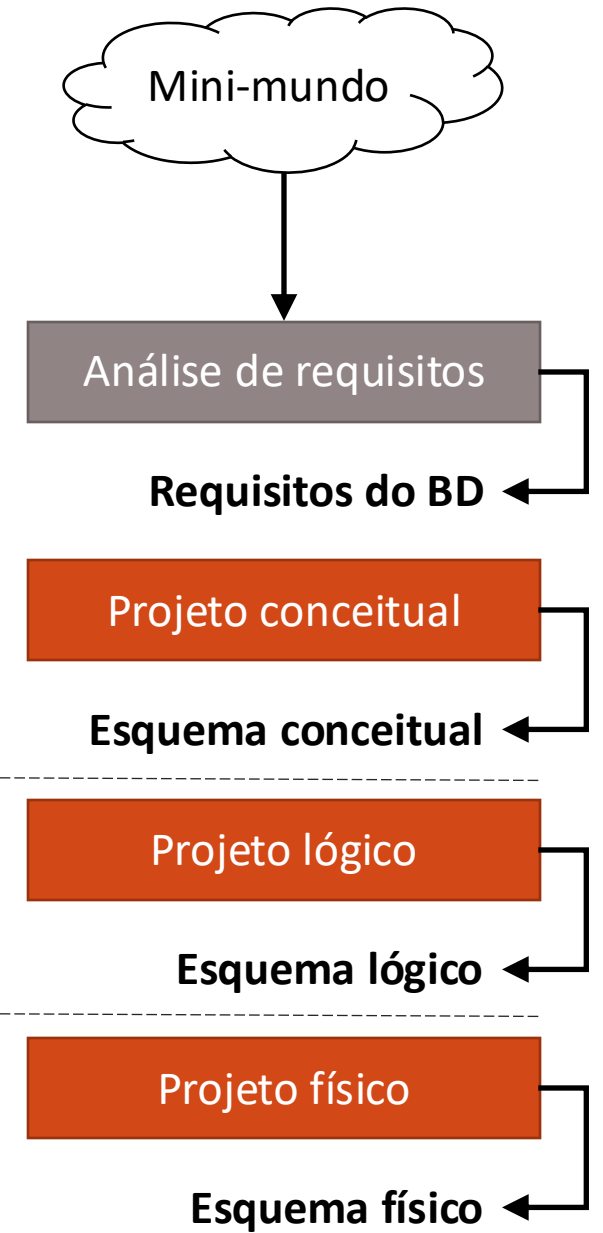 Mini-mundo
Análise de requisitos
Requisitos do BD
Projeto conceitual
Esquema conceitual
Projeto lógico
Esquema lógico
Projeto físico
Esquema físico